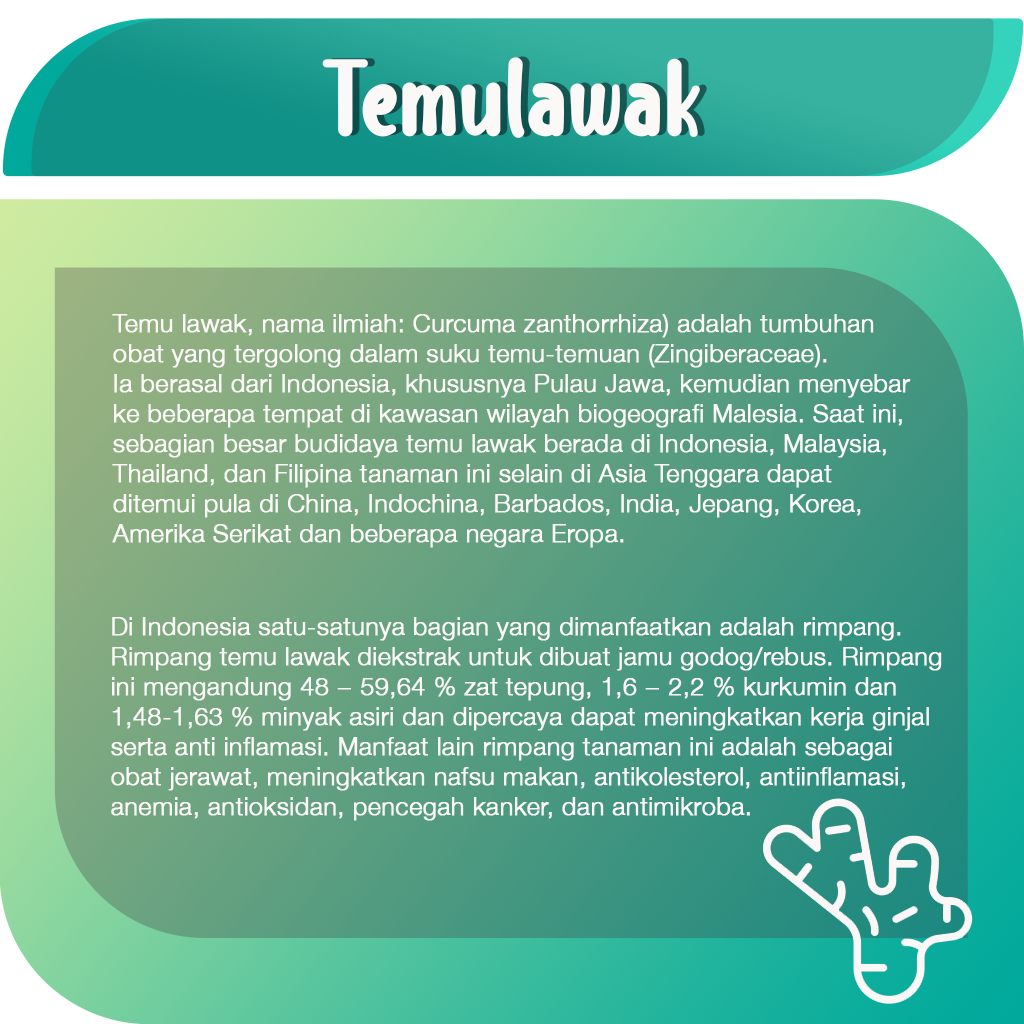 Temulawak
Temu lawak, nama ilmiah: Curcuma zanthorrhiza) adalah tumbuhan
obat yang tergolong dalam suku temu-temuan (Zingiberaceae).
Ia berasal dari Indonesia, khususnya Pulau Jawa, kemudian menyebar
ke beberapa tempat di kawasan wilayah biogeografi Malesia. Saat ini,
sebagian besar budidaya temu lawak berada di Indonesia, Malaysia,
Thailand, dan Filipina tanaman ini selain di Asia Tenggara dapat
ditemui pula di China, Indochina, Barbados, India, Jepang, Korea,
Amerika Serikat dan beberapa negara Eropa.
Di Indonesia satu-satunya bagian yang dimanfaatkan adalah rimpang.
Rimpang temu lawak diekstrak untuk dibuat jamu godog/rebus. Rimpang
ini mengandung 48 – 59,64 % zat tepung, 1,6 – 2,2 % kurkumin dan
1,48-1,63 % minyak asiri dan dipercaya dapat meningkatkan kerja ginjal
serta anti inflamasi. Manfaat lain rimpang tanaman ini adalah sebagai
obat jerawat, meningkatkan nafsu makan, antikolesterol, antiinflamasi,
anemia, antioksidan, pencegah kanker, dan antimikroba.